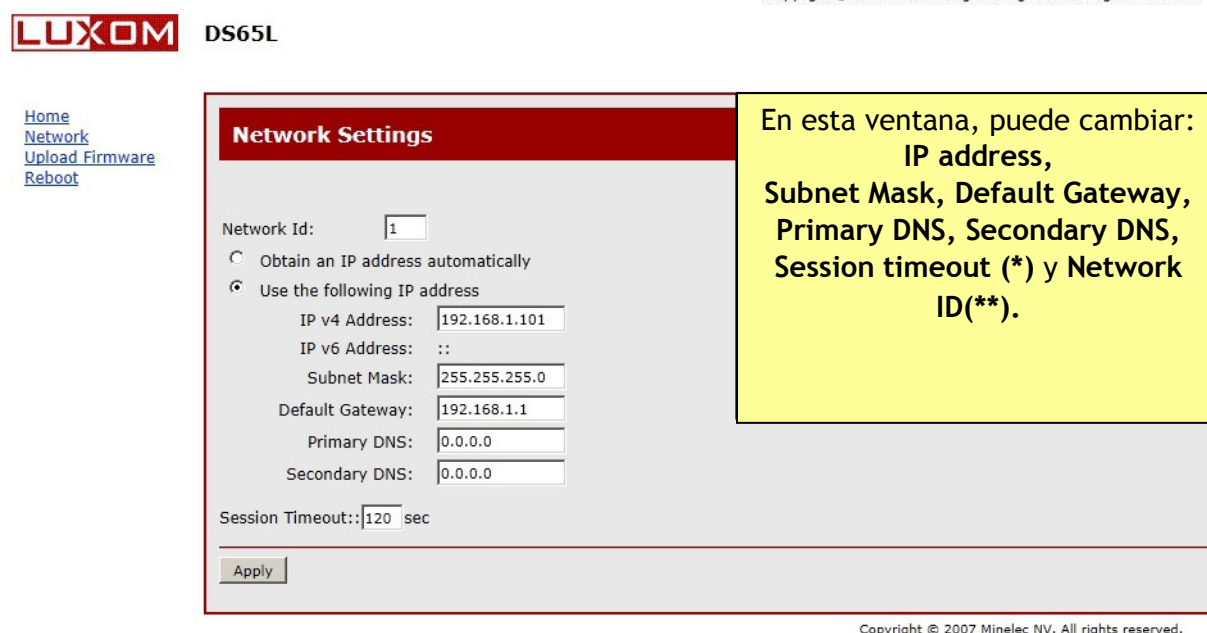 LUXOM DS65L
Home
Network
Upload Firmware
Reboot
Network Settings
Network Id: 1
Obtain an IP address automatically
Use the following IP address
IP v4 Address: 192.168.1.101
IP v6 Address: ::
Subnet Mask: 255.255.255.0
Default Gateway: 192.168.1.1
Primary DNS: 0.0.0.0
Secondary DNS: 0.0.0.0
Session Timeout:: 120 sec
Apply
En esta ventana, puede cambiar:
IP address,
Subnet Mask, Default Gateway,
Primary DNS, Secondary DNS,
Session timeout (*) y Network
ID(**).
Copyright © 2007 Minelec NV. All rights reserved.